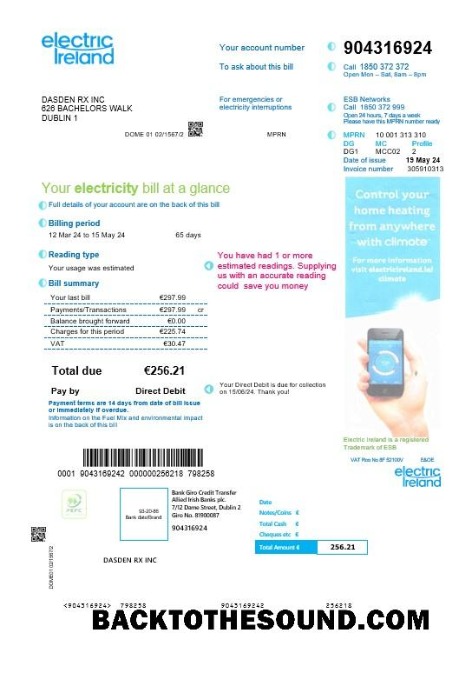 electric
Ireland
Your account number 904316924
To ask about this bill Call 1850 372 372
Open Mon – Sat, 8am – 8pm
DASDEN RX INC
626 BACHELORS WALK
DUBLIN 1
For emergencies or
electricity interruptions
ESB Networks
Call 1850 372 999
Open 24 hours, 7 days a week
Please have this MPRN number ready
DOME 01 02/1567/2
MPRN
MPRN 10 001 313 310
DG MC Profile
DG1 MCC02 2
Date of issue 19 May 24
Invoice number 305910313
Your electricity bill at a glance
Full details of your account are on the back of this bill
Billing period
12 Mar 24 to 15 May 24 65 days
Reading type
Your usage was estimated
You have had 1 or more
estimated readings. Supplying
us with an accurate reading
could save you money
Bill summary
Your last bill €297.99
Payments/Transactions €297.99 cr
Balance brought forward €0.00
Charges for this period €225.74
VAT €30.47
Total due €256.21
Pay by Direct Debit
Your Direct Debit is due for collection
on 15/06/24. Thank you!
Payment terms are 14 days from date of bill issue
or immediately if overdue.
Information on the Fuel Mix and environmental impact
is on the back of this bill
Control your
home heating
from anywhere
with climote
For more information
visit electricireland.ie/
climote
Electric Ireland is a registered
Trademark of ESB
E&OE
electric
Ireland
0001 9043169242 000000256218 798258
Bank Giro Credit Transfer
Allied Irish Banks plc.
7/12 Dame Street, Dublin 2
Giro No. 81900087
904316924
93-20-86
Bank date/Brand
Date
Notes/Coins €
Total Cash €
Cheques etc €
Total Amount € 256.21
DASDEN RX INC
<904316924> 798258 9043169242 256218
BACKTOTHESOUND.COM